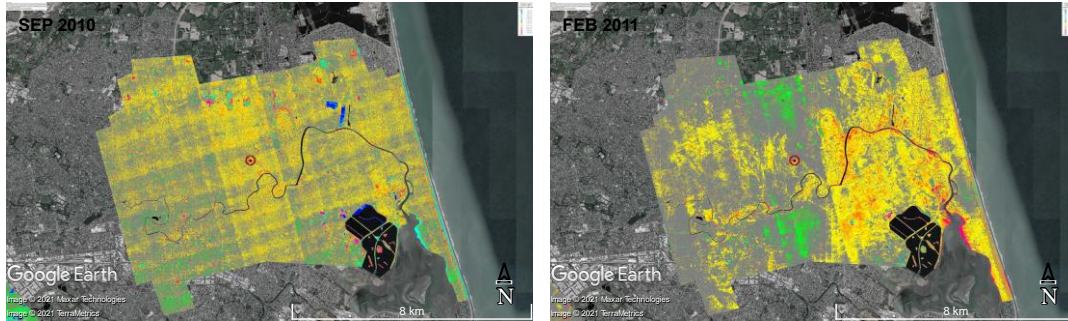 SEP 2010
Google Earth
Image © 2021 Maxar Technologies
Image © 2021 TerraMetrics
8 km
N
FEB 2011
Google Earth
Image © 2021 Maxar Technologies
Image © 2021 TerraMetrics
8 km
N